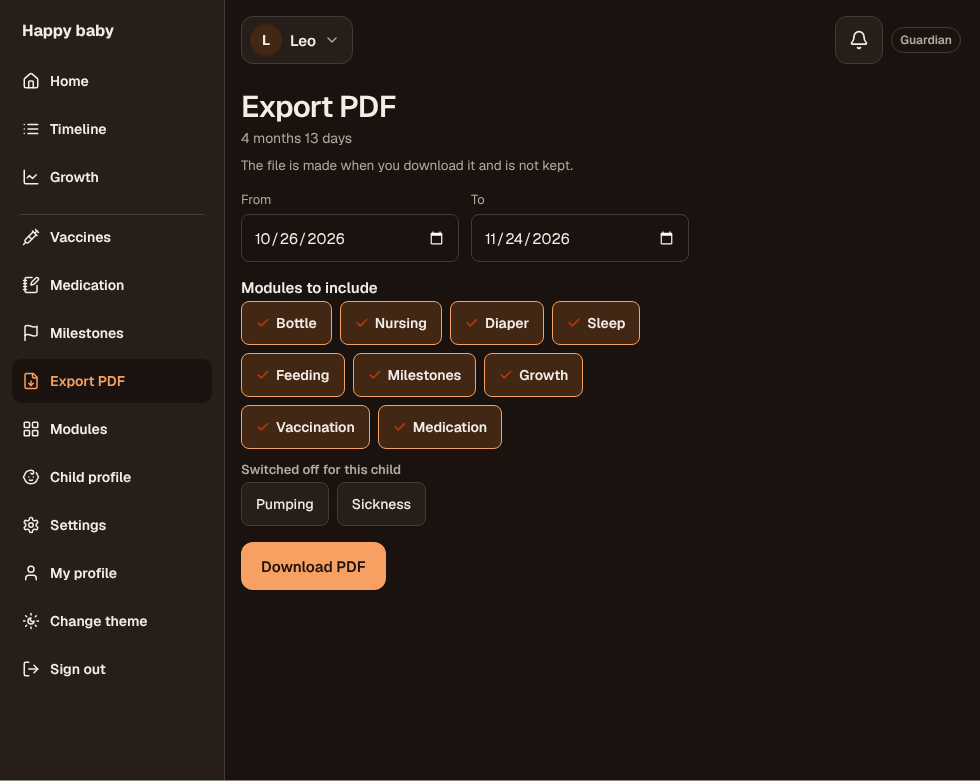 Happy baby
Home
Timeline
Growth
Vaccines
Medication
Milestones
Export PDF
Modules
Child profile
Settings
My profile
Change theme
Sign out
L Leo
Guardian
Export PDF
4 months 13 days
The file is made when you download it and is not kept.
From To
10/26/2026 11/24/2026
Modules to include
Bottle Nursing Diaper Sleep
Feeding Milestones Growth
Vaccination Medication
Switched off for this child
Pumping Sickness
Download PDF